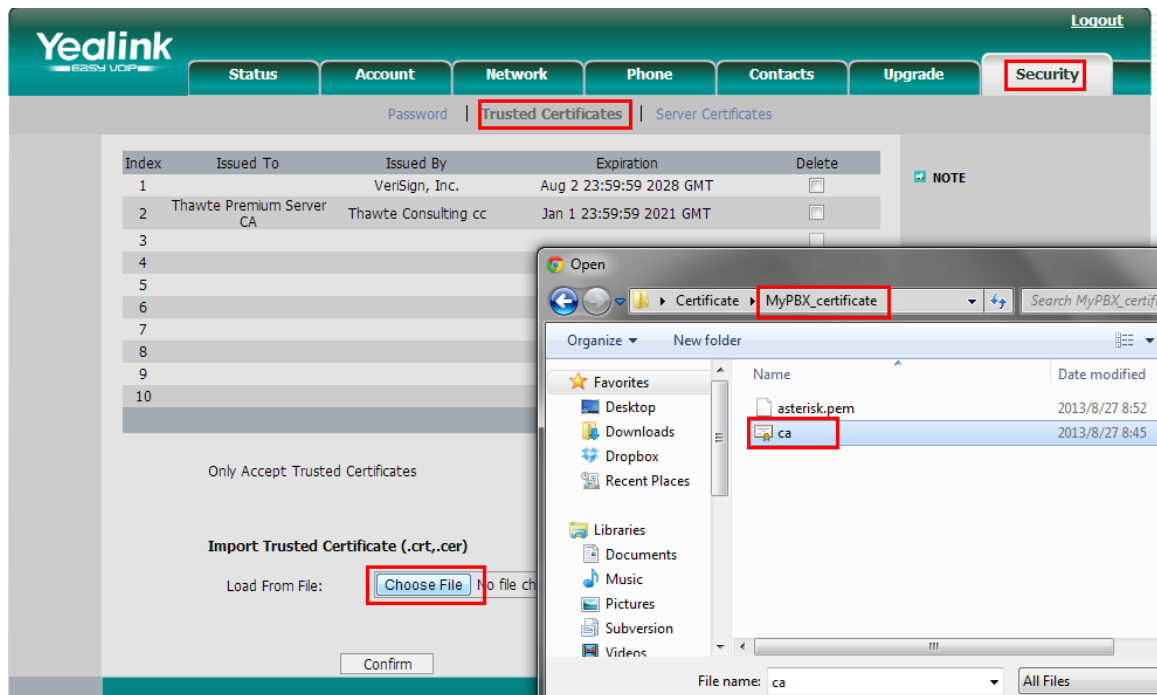 Logout
Yealink
EASY VOIP
Status Account Network Phone Contacts Upgrade Security
Password | Trusted Certificates | Server Certificates
Index Issued To Issued By Expiration Delete
NOTE
1 VeriSign, Inc. Aug 2 23:59:59 2028 GMT
2 Thawte Premium Server CA Thawte Consulting cc Jan 1 23:59:59 2021 GMT
3
4
5
6
7
8
9
10
Only Accept Trusted Certificates
Import Trusted Certificate (.crt,.cer)
Load From File: Choose File No file ch
Confirm
Open
Certificate MyPBX_certificate Search MyPBX_certifi
Organize New folder
Favorites
Desktop
Downloads
Dropbox
Recent Places
Libraries
Documents
Music
Pictures
Subversion
Videos
Name Date modified
asterisk.pem 2013/8/27 8:52
ca 2013/8/27 8:45
File name: ca All Files